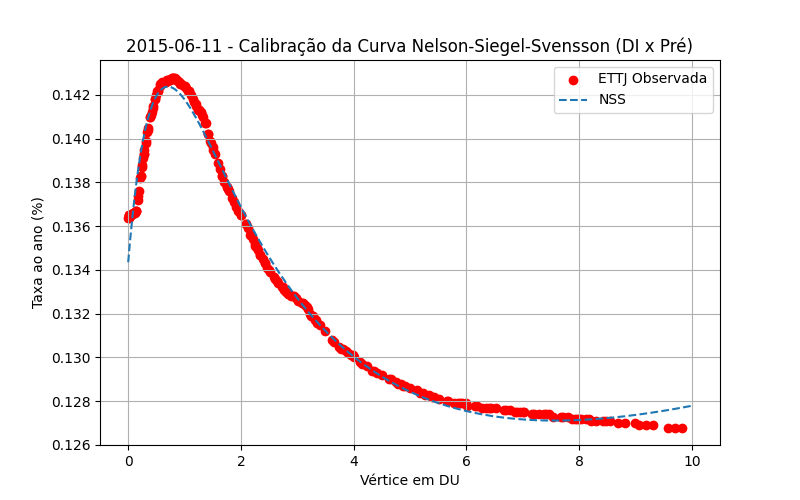 2015-06-11 - Calibração da Curva Nelson-Siegel-Svensson (DI x Pré)
ETTJ Observada
NSS
Taxa ao ano (%)
0.142
0.140
0.138
0.136
0.134
0.132
0.130
0.128
0.126
0 2 4 6 8 10
Vértice em DU